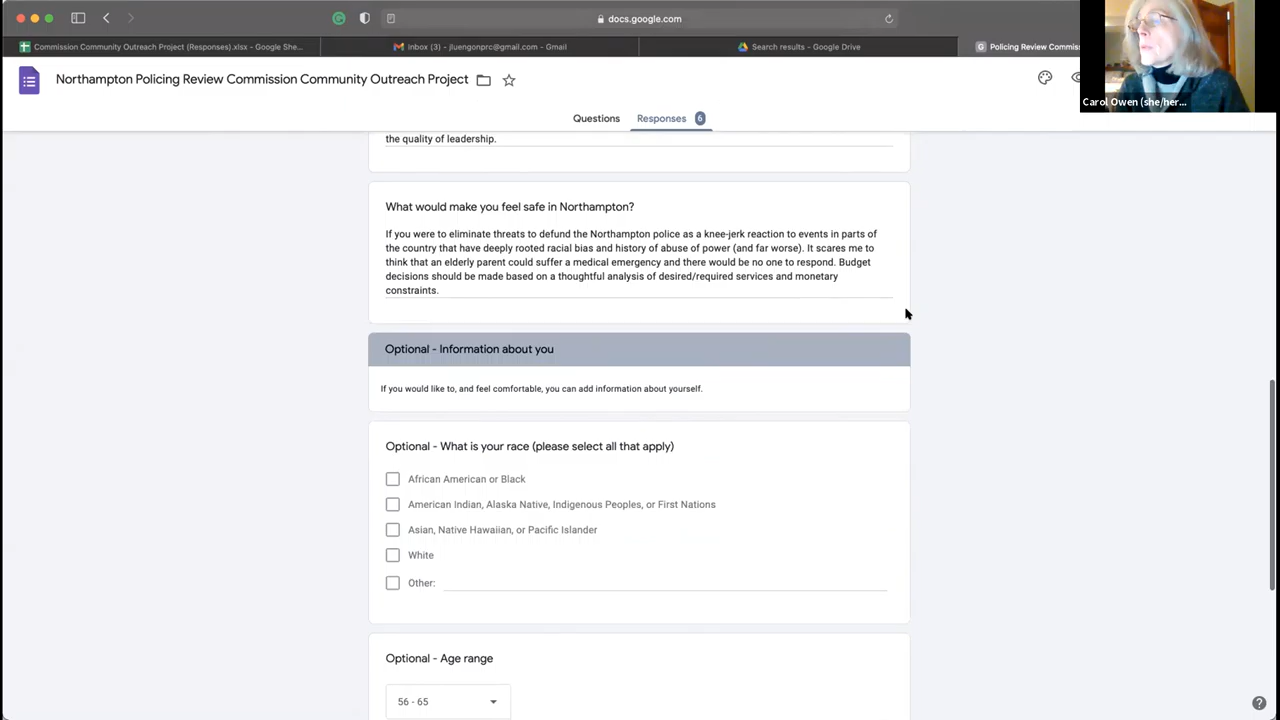 docs.google.com
Commission Community Outreach Project (Responses).xlsx - Google She...
inbox (3) - jluengonprc@gmail.com - Gmail
Search results - Google Drive
Policing Review Commiss
Northampton Policing Review Commission Community Outreach Project
Carol Owen (she/her...
Questions
Responses 6
the quality of leadership.
What would make you feel safe in Northampton?
If you were to eliminate threats to defund the Northampton police as a knee-jerk reaction to events in parts of
the country that have deeply rooted racial bias and history of abuse of power (and far worse). It scares me to
think that an elderly parent could suffer a medical emergency and there would be no one to respond. Budget
decisions should be made based on a thoughtful analysis of desired/required services and monetary
constraints.
Optional - Information about you
If you would like to, and feel comfortable, you can add information about yourself.
Optional - What is your race (please select all that apply)
African American or Black
American Indian, Alaska Native, Indigenous Peoples, or First Nations
Asian, Native Hawaiian, or Pacific Islander
White
Other:
Optional - Age range
56 - 65